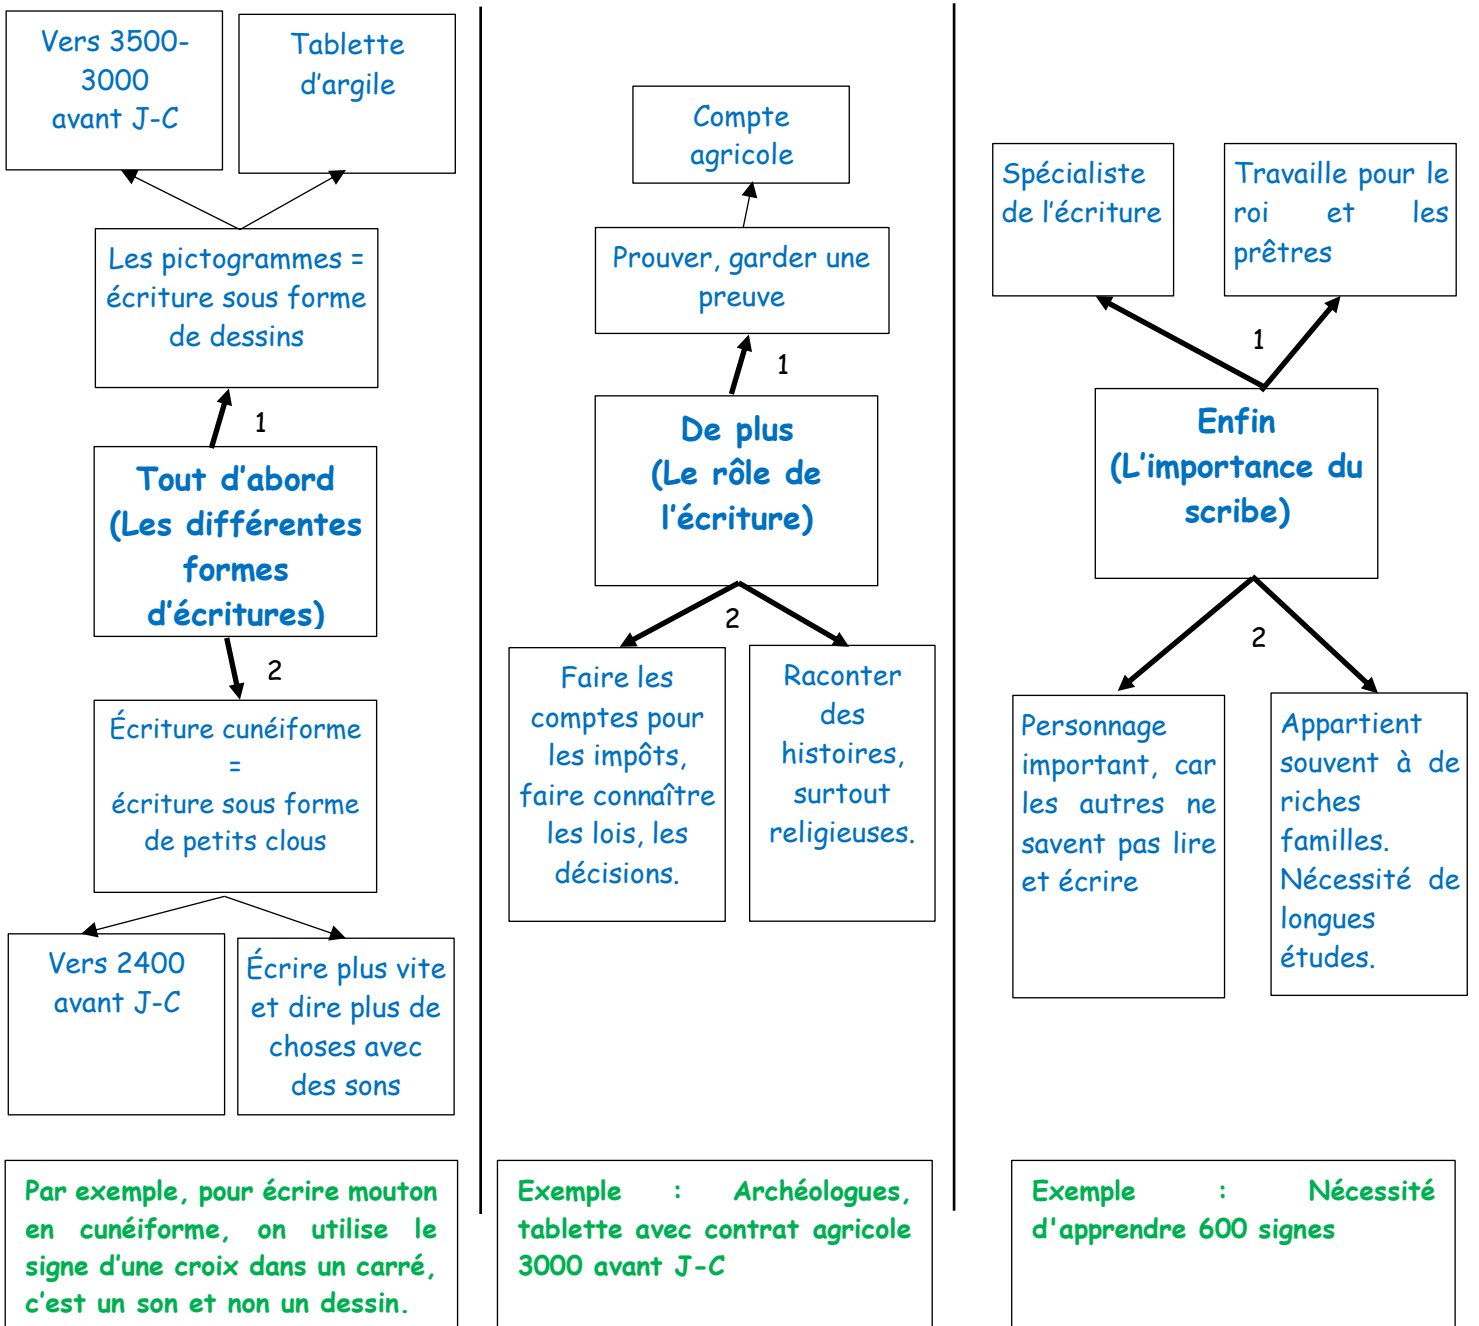 Vers 3500-
3000
avant J-C
Tablette
d'argile
Les pictogrammes =
écriture sous forme
de dessins
1
Tout d'abord
(Les différentes
formes
d'écritures)
2
Écriture cunéiforme
=
écriture sous forme
de petits clous
Vers 2400
avant J-C
Écrire plus vite
et dire plus de
choses avec
des sons
Par exemple, pour écrire mouton
en cunéiforme, on utilise le
signe d'une croix dans un carré,
c'est un son et non un dessin.
Compte
agricole
Prouver, garder une
preuve
1
De plus
(Le rôle de
l'écriture)
2
Faire les
comptes pour
les impôts,
faire connaître
les lois, les
décisions.
Raconter
des
histoires,
surtout
religieuses.
Exemple : Archéologues,
tablette avec contrat agricole
3000 avant J-C
Spécialiste
de l'écriture
Travaille pour le
roi et les
prêtres
1
Enfin
(L'importance du
scribe)
2
Personnage
important, car
les autres ne
savent pas lire
et écrire
Appartient
souvent à de
riches
familles.
Nécessité de
longues
études.
Exemple : Nécessité
d'apprendre 600 signes